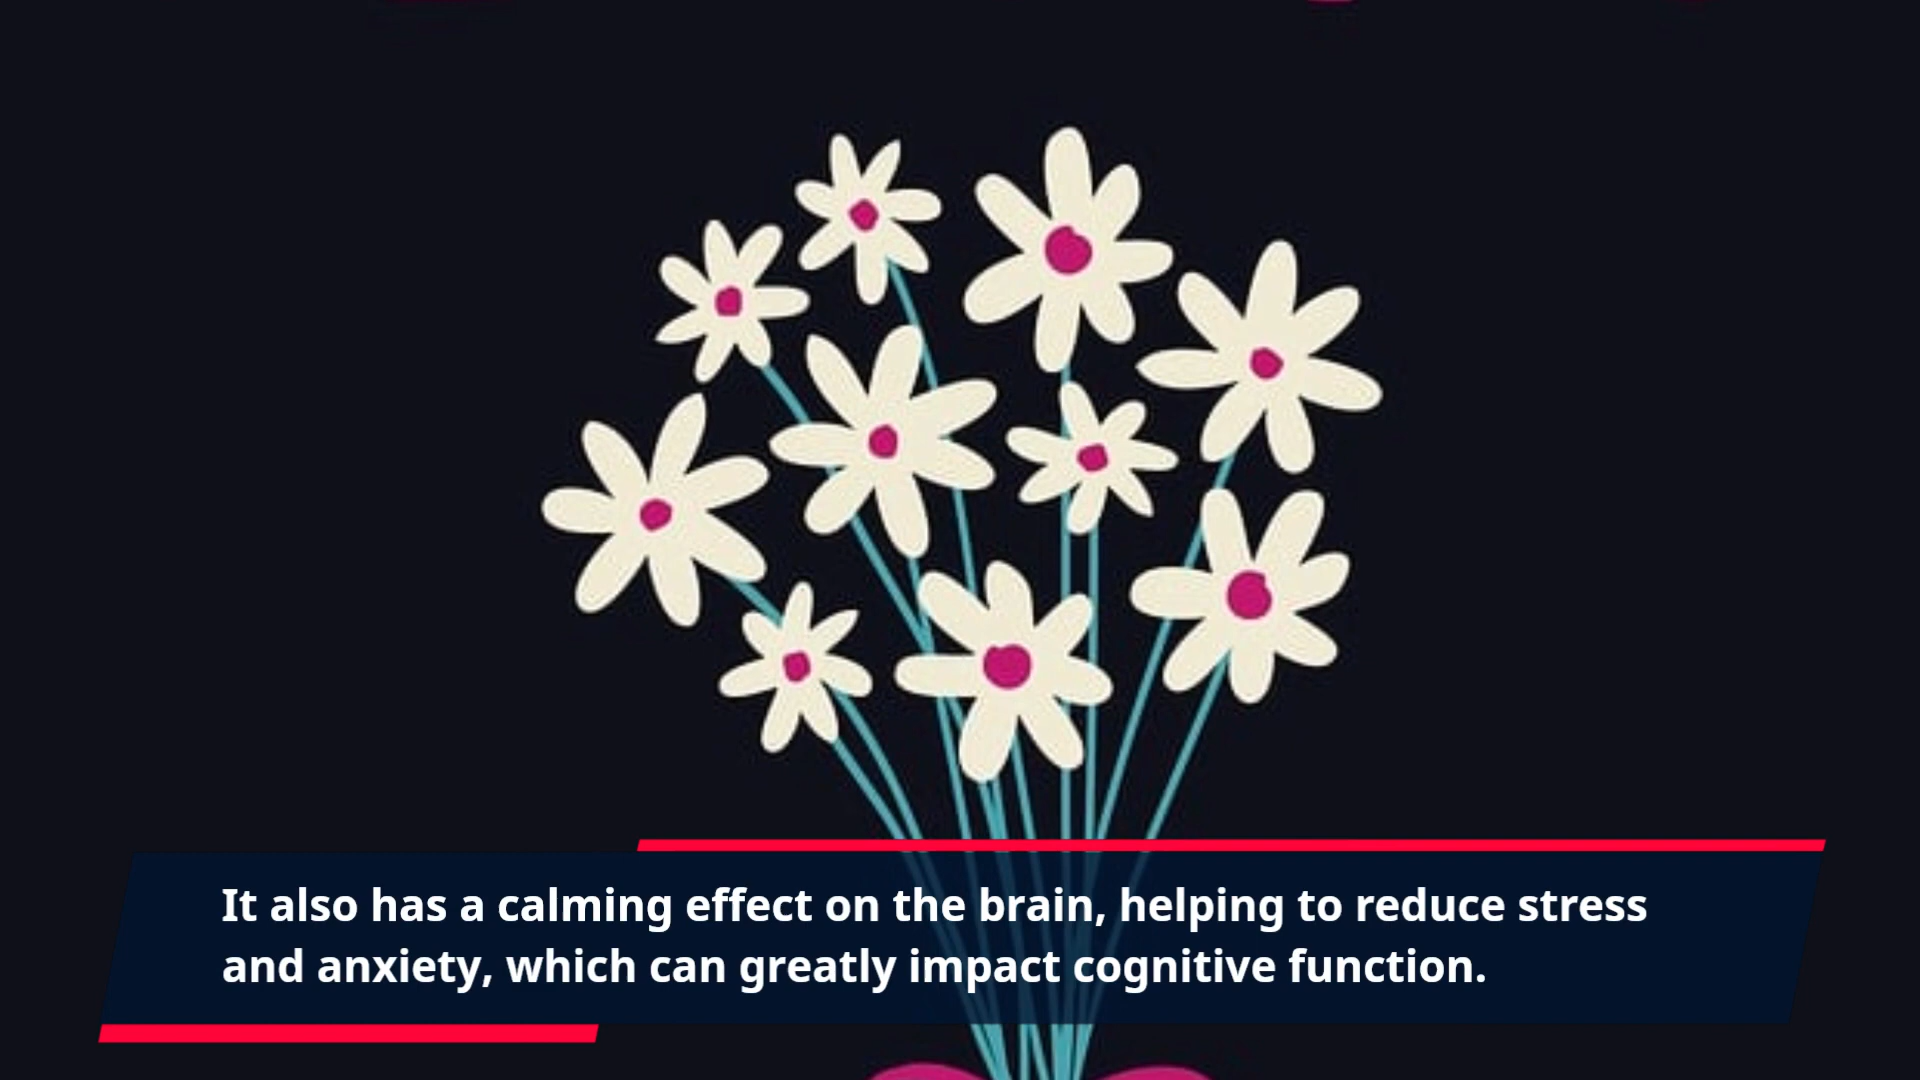 It also has a calming effect on the brain, helping to reduce stress
and anxiety, which can greatly impact cognitive function.